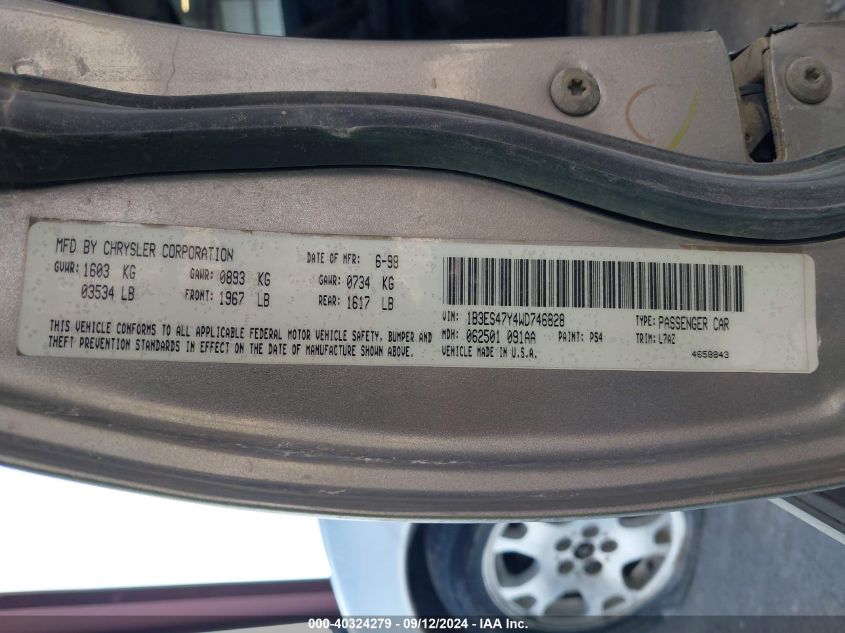 MFD BY CHRYSLER CORPORATION DATE OF MFR: 6-98
GVWR: 1603 KG GAWR: 0893 KG GAWR: 0734 KG
03534 LB FRONT: 1967 LB REAR: 1617 LB
THIS VEHICLE CONFORMS TO ALL APPLICABLE FEDERAL MOTOR VEHICLE SAFETY, BUMPER AND
THEFT PREVENTION STANDARDS IN EFFECT ON THE DATE OF MANUFACTURE SHOWN ABOVE.
VIN: 1B3ES47Y4WD746828 TYPE: PASSENGER CAR
MDH: 062501 091AA PAINT: PS4 TRIM: L7AZ
VEHICLE MADE IN U.S.A. 4658843
000-40324279 - 09/12/2024 - IAA Inc.